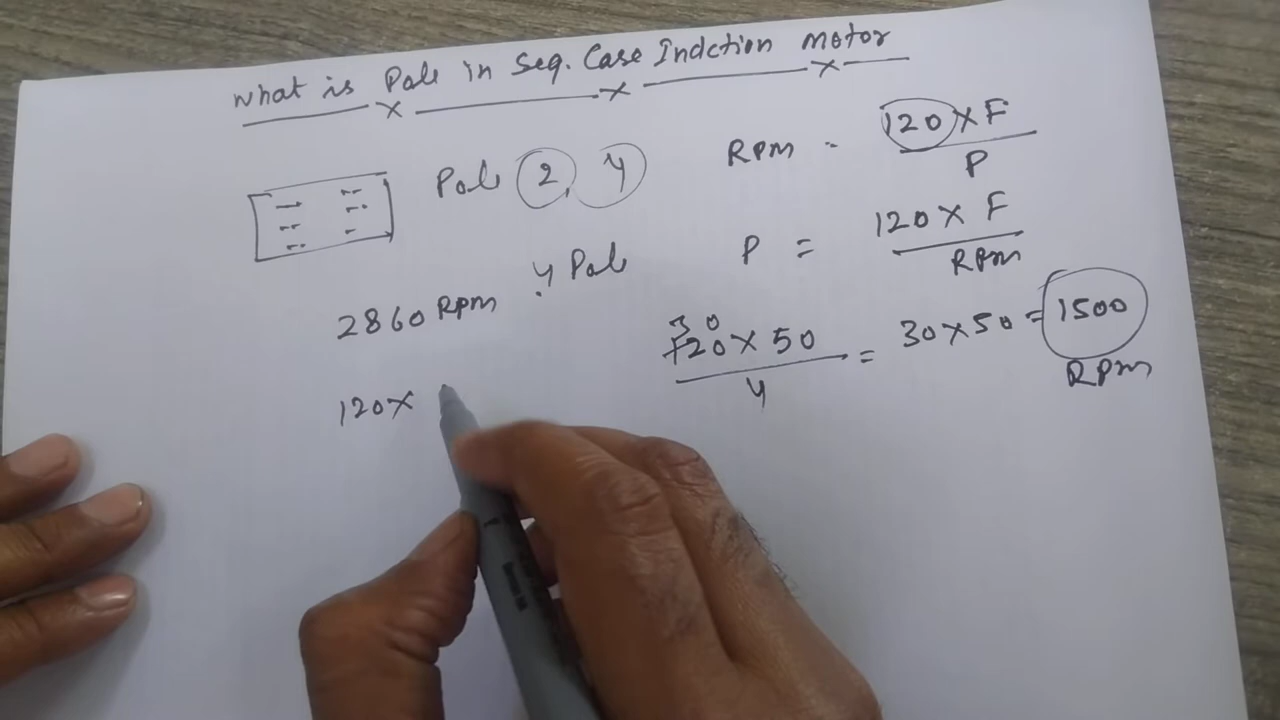 What is Pole in Seq. Case Indction motor
Pole 2, 4
Rpm = 120 X F / P
P = 120 X F / Rpm
4 Pole
2860 Rpm
30
120 X 50 / 4 = 30 X 50 = 1500 Rpm
120 X